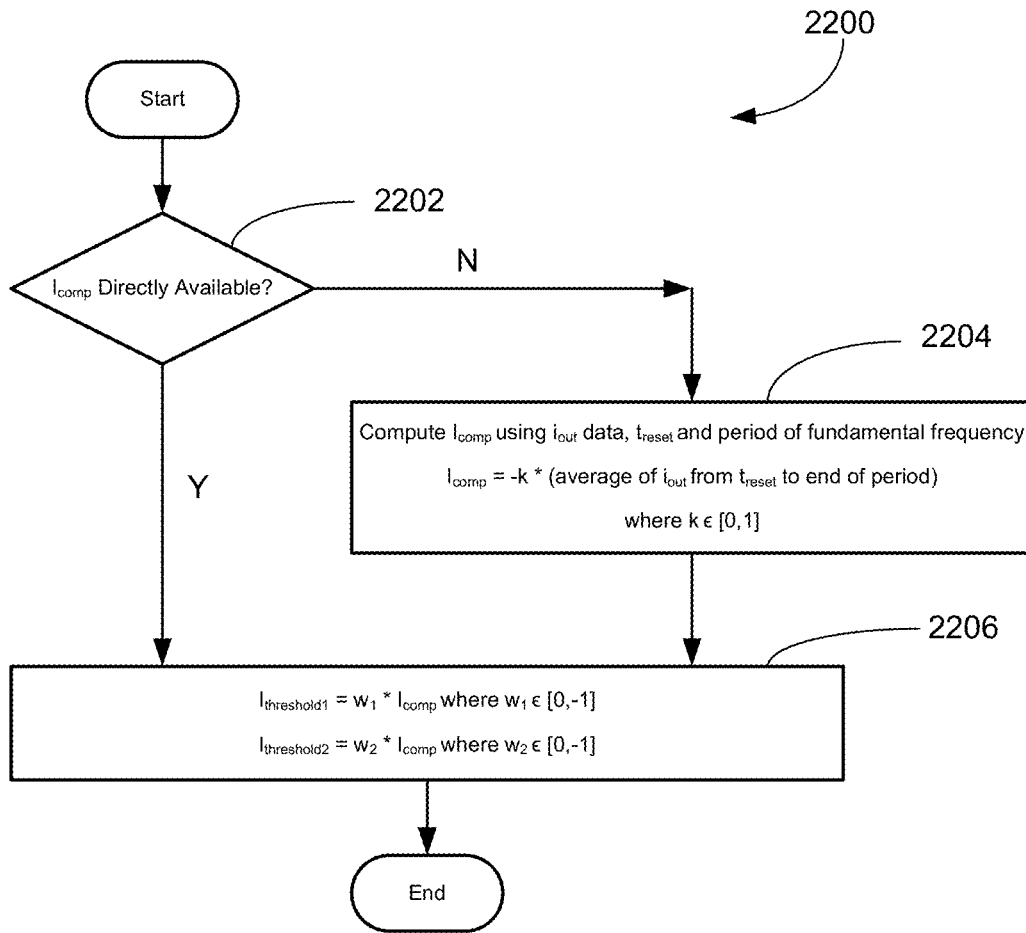 2200
Start
2202
I_comp Directly Available?
N
2204
Compute I_comp using i_out data, t_reset and period of fundamental frequency
I_comp = -k * (average of i_out from t_reset to end of period)
where k ϵ [0,1]
Y
2206
I_threshold1 = w_1 * I_comp where w_1 ϵ [0,-1]
I_threshold2 = w_2 * I_comp where w_2 ϵ [0,-1]
End